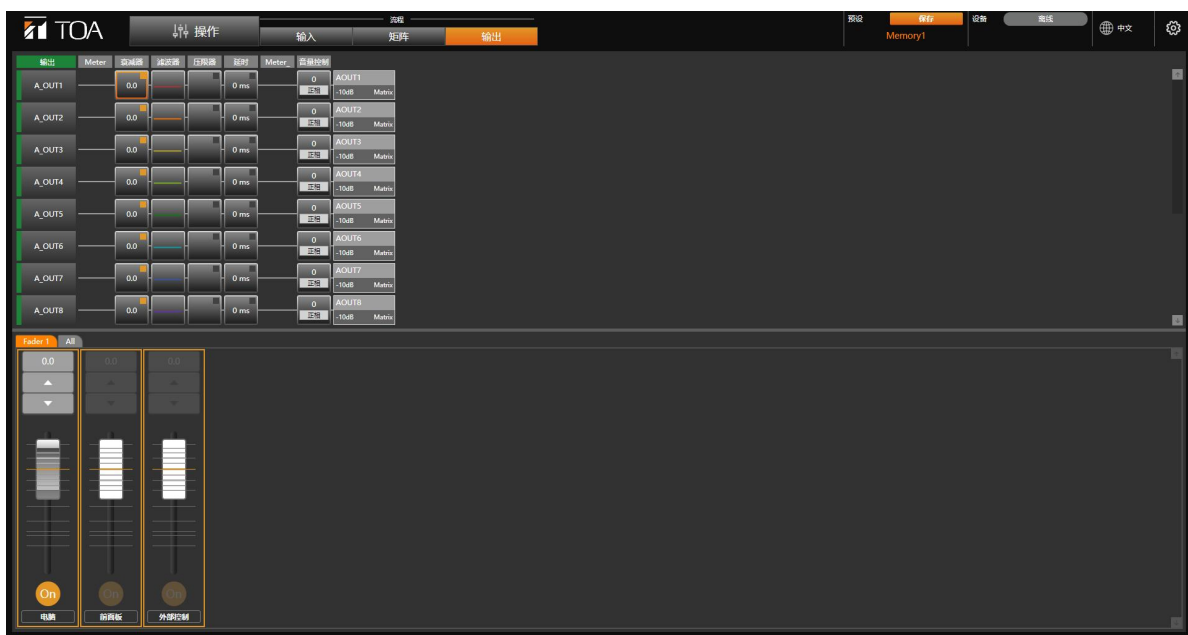 TOA 操作 流程 预设 保存 设备 离线 中文
输入 矩阵 输出 Memory1
输出 Meter 衰减器 滤波器 压限器 延时 Meter_ 音量控制
A_OUT1 0.0 0 ms 0 AOUT1
正相 -10dB Matrix
A_OUT2 0.0 0 ms 0 AOUT2
正相 -10dB Matrix
A_OUT3 0.0 0 ms 0 AOUT3
正相 -10dB Matrix
A_OUT4 0.0 0 ms 0 AOUT4
正相 -10dB Matrix
A_OUT5 0.0 0 ms 0 AOUT5
正相 -10dB Matrix
A_OUT6 0.0 0 ms 0 AOUT6
正相 -10dB Matrix
A_OUT7 0.0 0 ms 0 AOUT7
正相 -10dB Matrix
A_OUT8 0.0 0 ms 0 AOUT8
正相 -10dB Matrix
Fader 1 All
0.0 0.0 0.0
On On On
电脑 前面板 外部控制